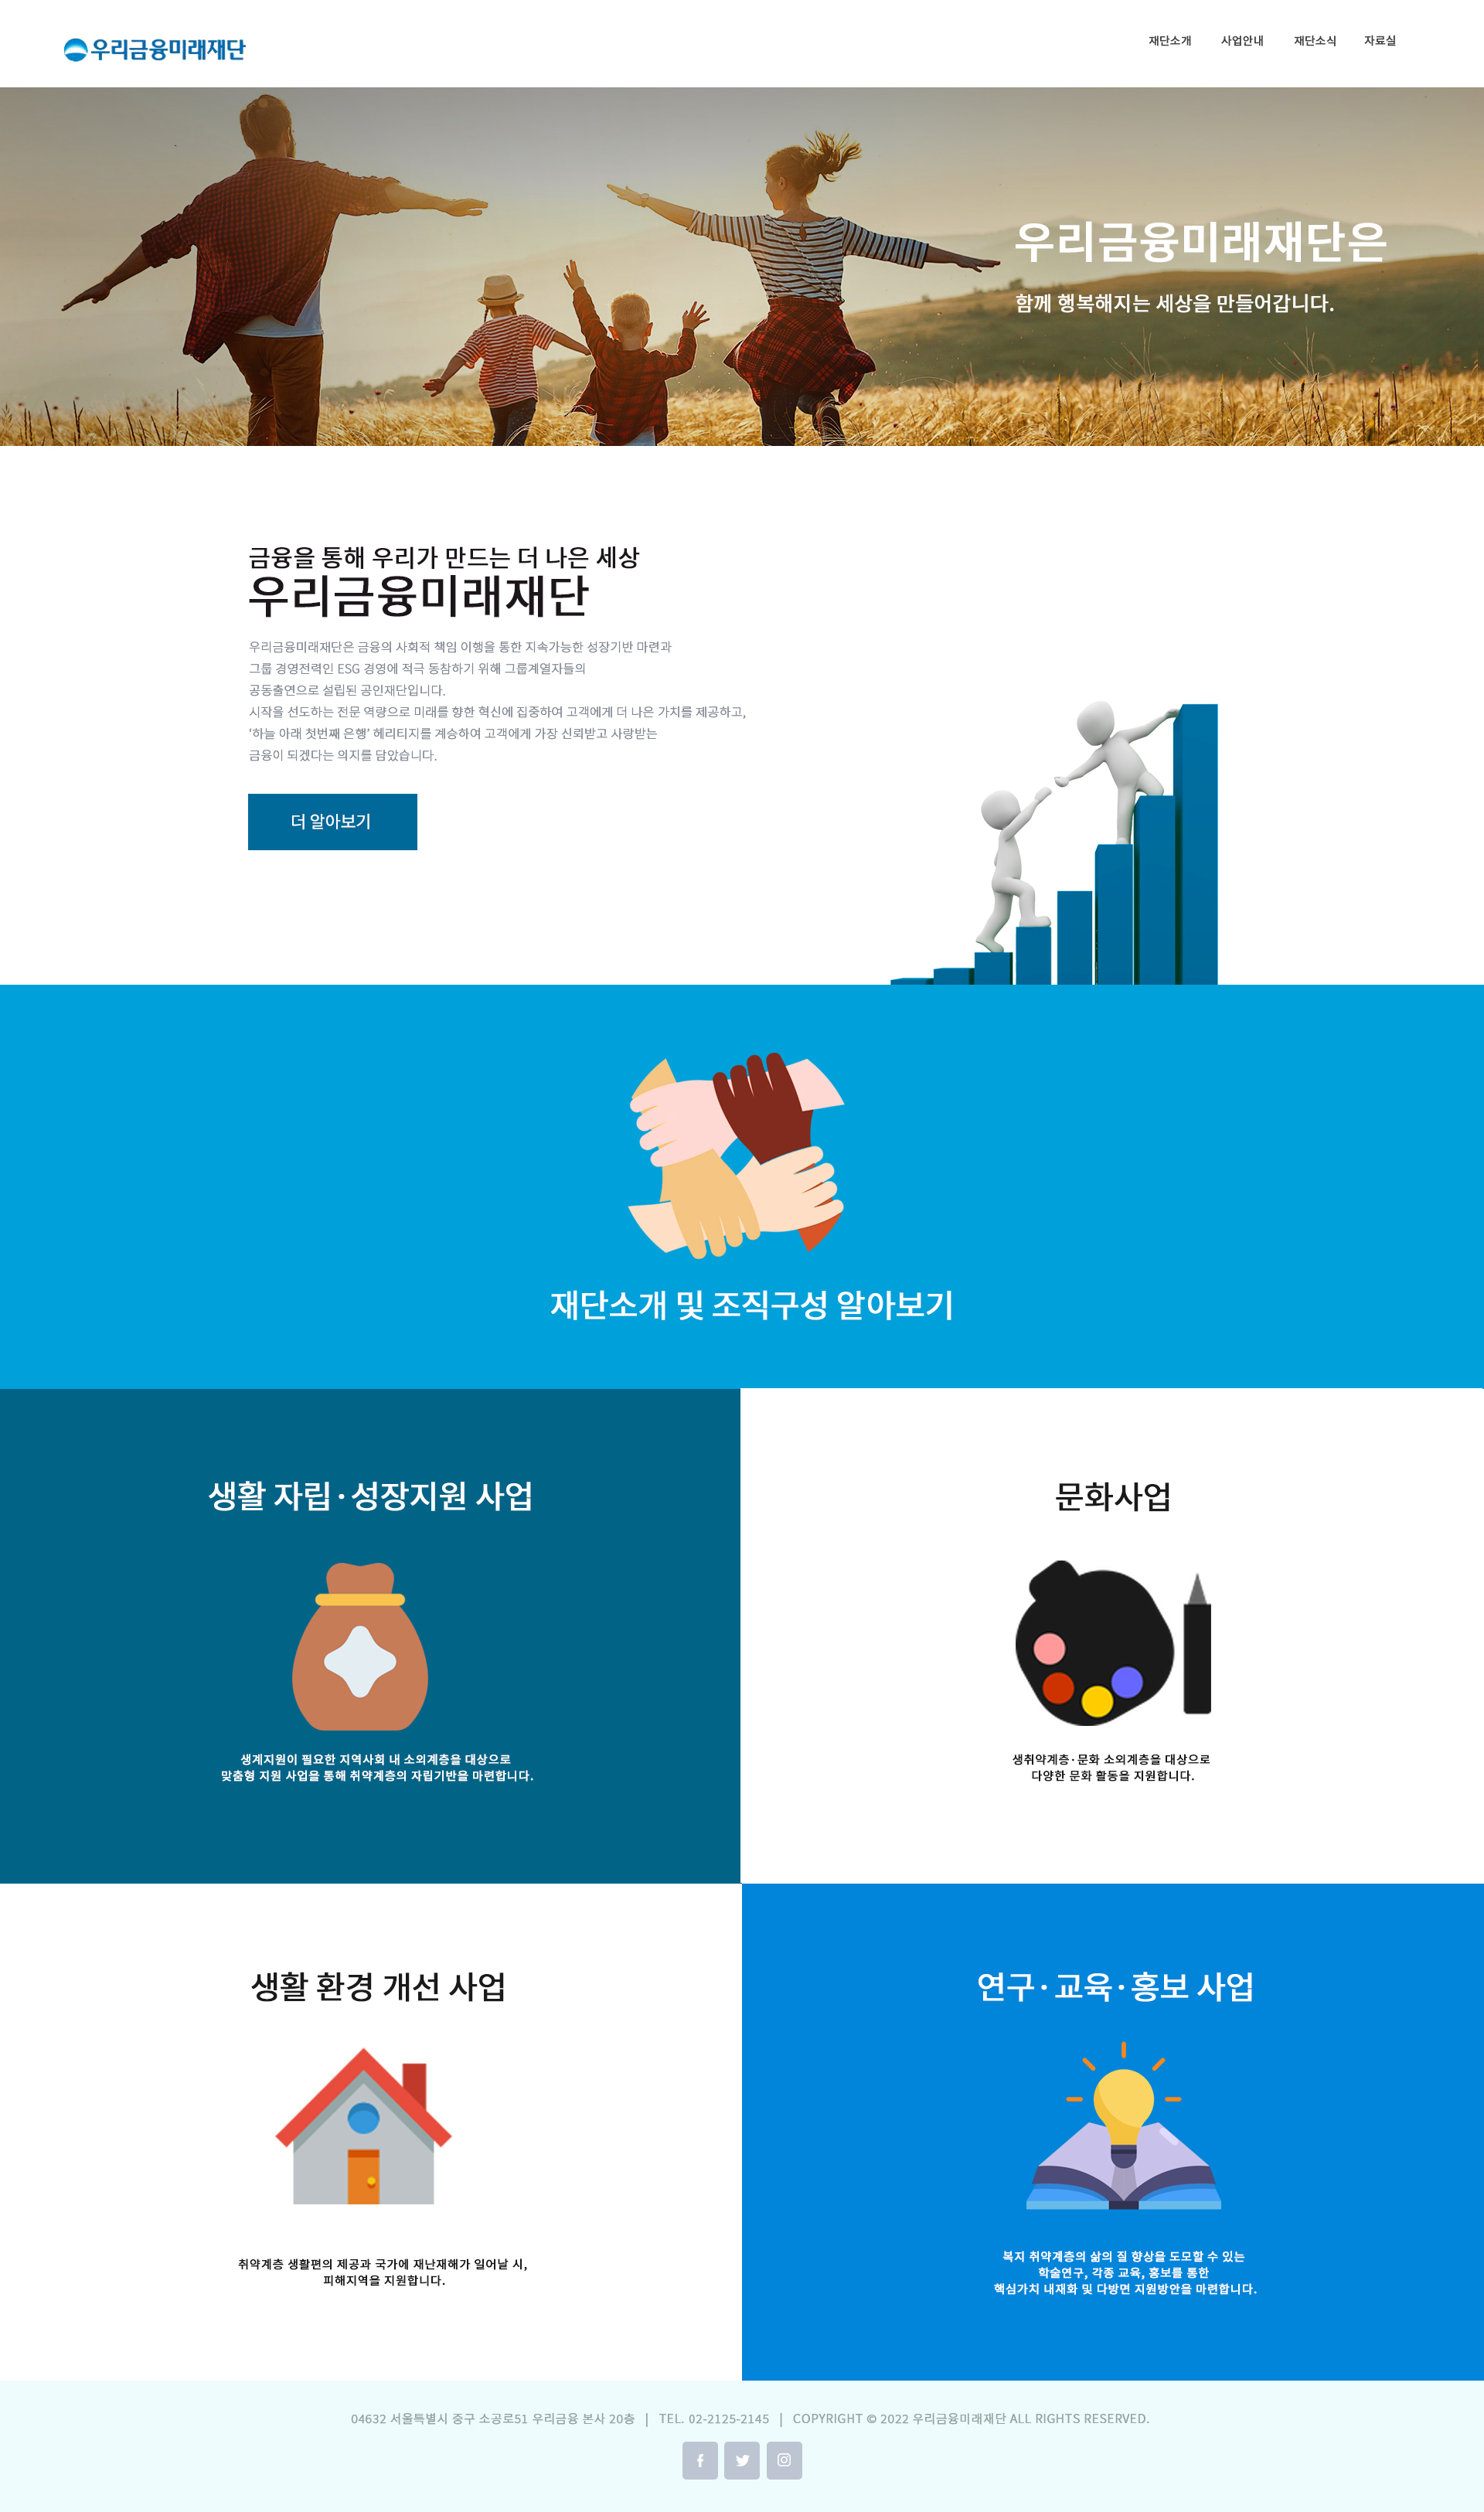 우리금융미래재단
재단소개 사업안내 재단소식 자료실
우리금융미래재단은
함께 행복해지는 세상을 만들어갑니다.
금융을 통해 우리가 만드는 더 나은 세상
우리금융미래재단
우리금융미래재단은 금융의 사회적 책임 이행을 통한 지속가능한 성장기반 마련과
그룹 경영전력인 ESG 경영에 적극 동참하기 위해 그룹계열자들의
공동출연으로 설립된 공인재단입니다.
시작을 선도하는 전문 역량으로 미래를 향한 혁신에 집중하여 고객에게 더 나은 가치를 제공하고,
‘하늘 아래 첫번째 은행’ 헤리티지를 계승하여 고객에게 가장 신뢰받고 사랑받는
금융이 되겠다는 의지를 담았습니다.
더 알아보기
재단소개 및 조직구성 알아보기
생활 자립·성장지원 사업
생계지원이 필요한 지역사회 내 소외계층을 대상으로
맞춤형 지원 사업을 통해 취약계층의 자립기반을 마련합니다.
문화사업
생취약계층·문화 소외계층을 대상으로
다양한 문화 활동을 지원합니다.
생활 환경 개선 사업
취약계층 생활편의 제공과 국가에 재난재해가 일어날 시,
피해지역을 지원합니다.
연구·교육·홍보 사업
복지 취약계층의 삶의 질 향상을 도모할 수 있는
학술연구, 각종 교육, 홍보를 통한
핵심가치 내재화 및 다방면 지원방안을 마련합니다.
04632 서울특별시 중구 소공로51 우리금융 본사 20층 | TEL. 02-2125-2145 | COPYRIGHT © 2022 우리금융미래재단 ALL RIGHTS RESERVED.